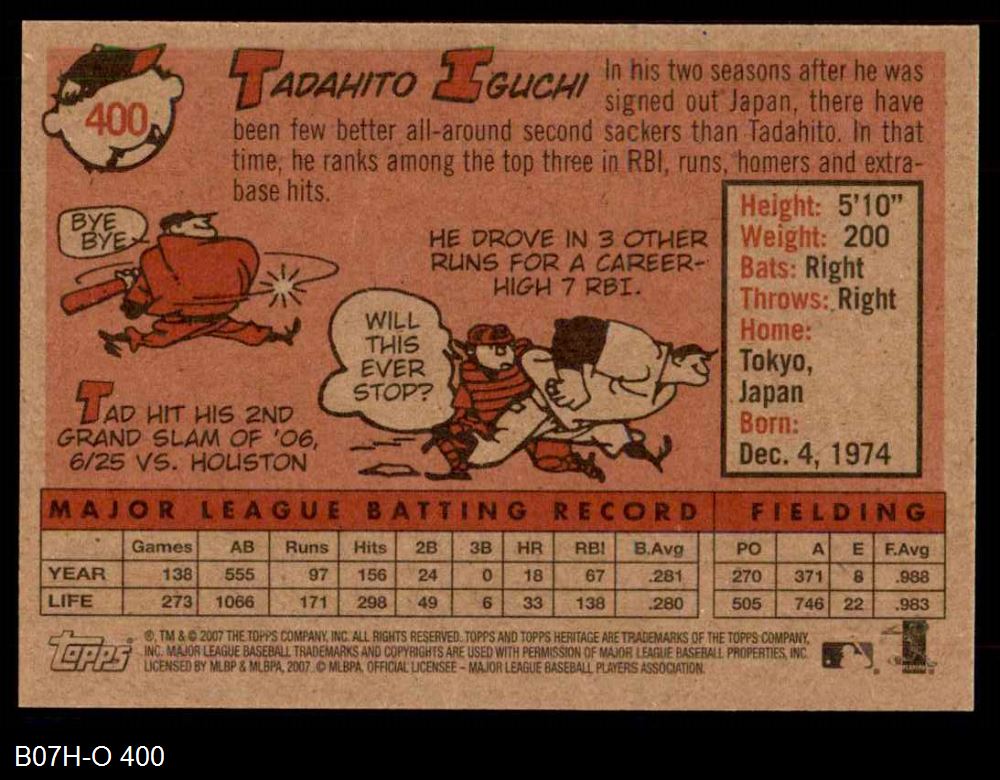 400
TADAHITO IGUCHI
In his two seasons after he was
signed out Japan, there have
been few better all-around second sackers than Tadahito. In that
time, he ranks among the top three in RBI, runs, homers and extra-
base hits.
BYE
BYE
HE DROVE IN 3 OTHER
RUNS FOR A CAREER-
HIGH 7 RBI.
WILL
THIS
EVER
STOP?
TAD HIT HIS 2ND
GRAND SLAM OF '06,
6/25 VS. HOUSTON
Height: 5'10"
Weight: 200
Bats: Right
Throws: Right
Home:
Tokyo,
Japan
Born:
Dec. 4, 1974
MAJOR LEAGUE BATTING RECORD FIELDING
Games AB Runs Hits 2B 3B HR RBI B.Avg PO A E F.Avg
YEAR 138 555 97 156 24 0 18 67 .281 270 371 8 .988
LIFE 273 1066 171 298 49 6 33 138 .280 505 746 22 .983
Topps
®, TM & © 2007 THE TOPPS COMPANY, INC. ALL RIGHTS RESERVED. TOPPS AND TOPPS HERITAGE ARE TRADEMARKS OF THE TOPPS COMPANY,
INC. MAJOR LEAGUE BASEBALL TRADEMARKS AND COPYRIGHTS ARE USED WITH PERMISSION OF MAJOR LEAGUE BASEBALL PROPERTIES, INC.
LICENSED BY MLBP & MLBPA, 2007. © MLBPA, OFFICIAL LICENSEE – MAJOR LEAGUE BASEBALL PLAYERS ASSOCIATION.
B07H-O 400